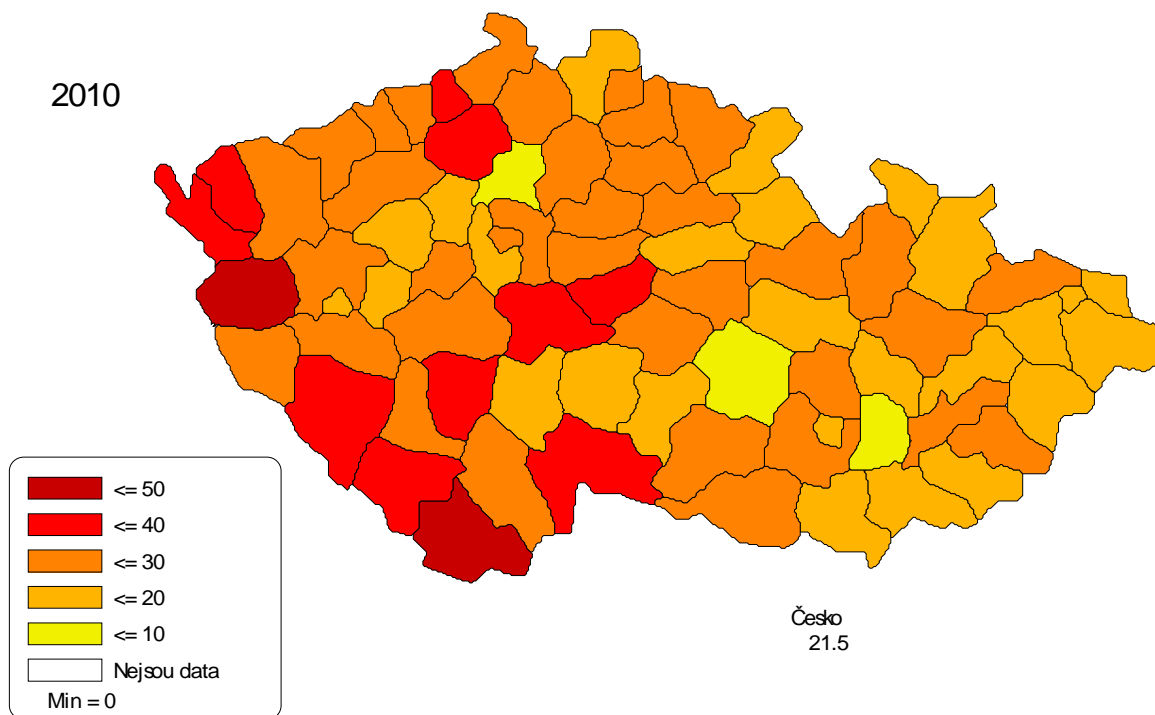 2010
<= 50
<= 40
<= 30
<= 20
<= 10
Nejsou data
Min = 0
Česko
21.5